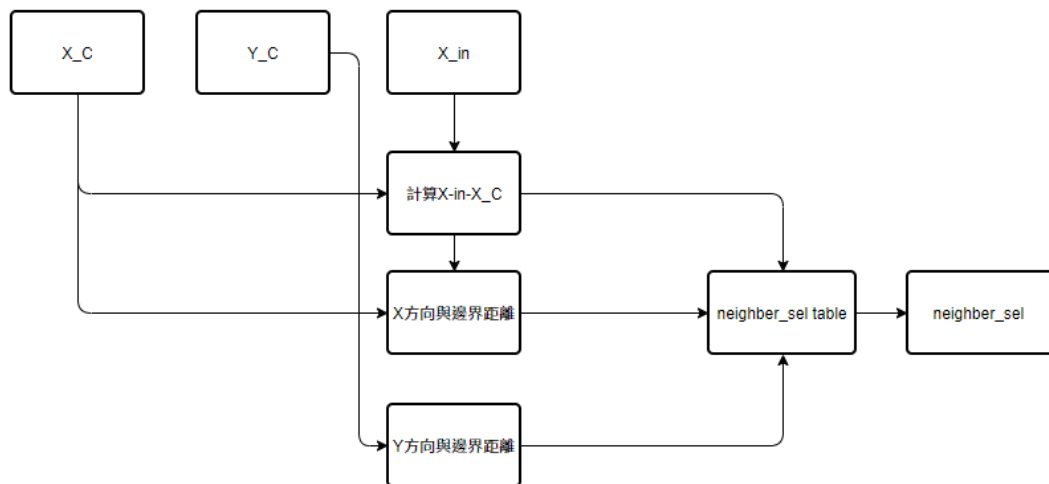 X_C
Y_C
X_in
計算X-in-X_C
X方向與邊界距離
neighber_sel table
neighber_sel
Y方向與邊界距離